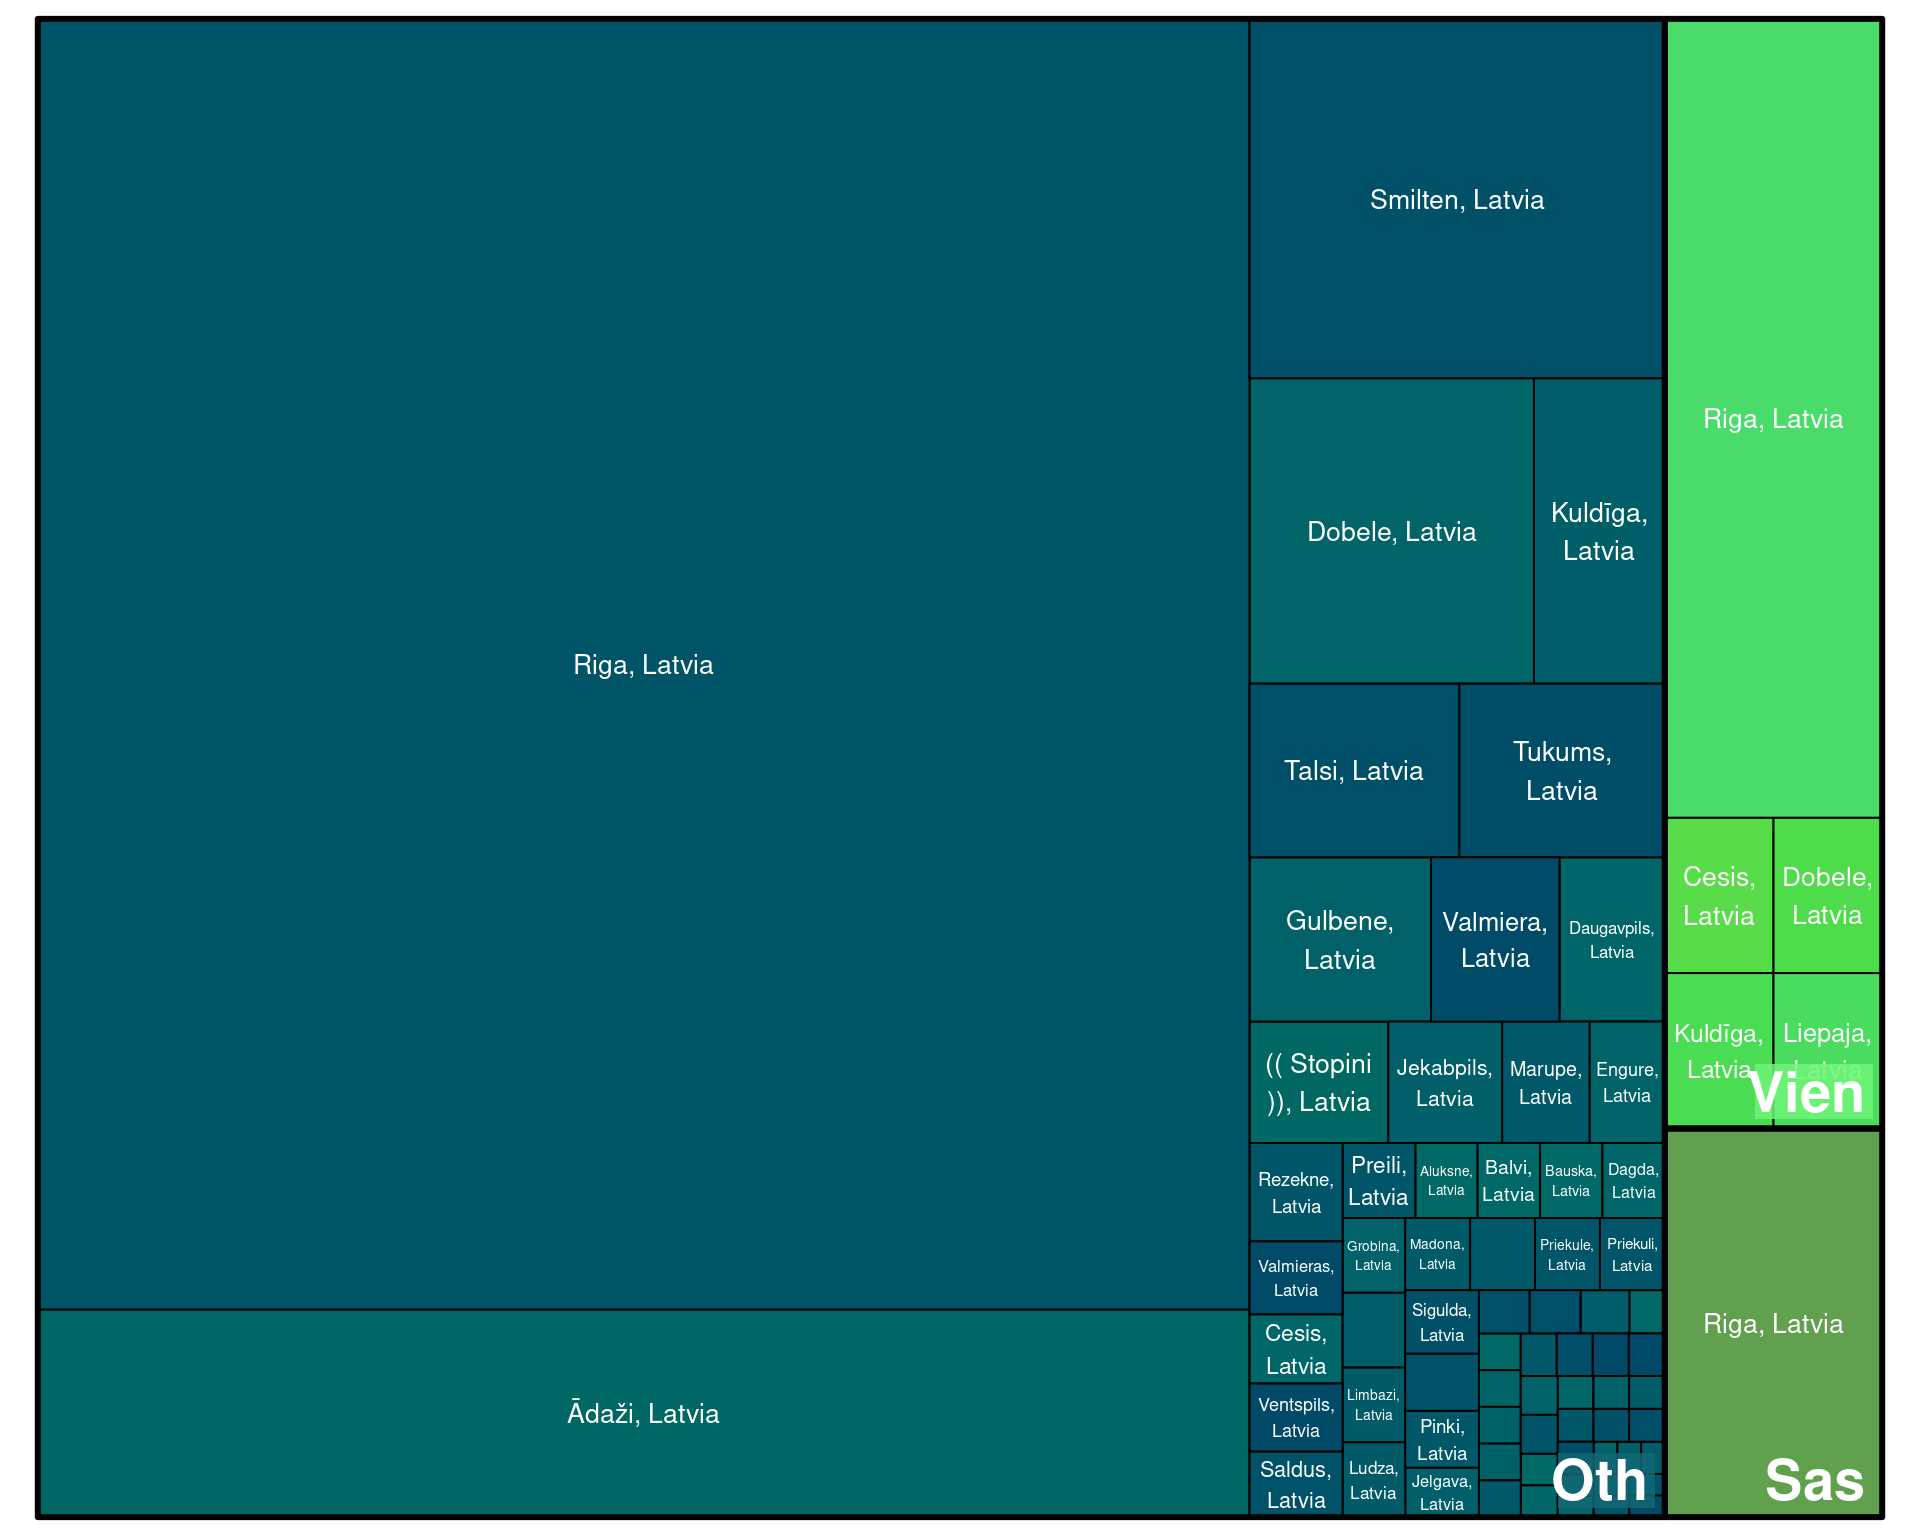 Riga, Latvia
Ādaži, Latvia
Smilten, Latvia
Dobele, Latvia
Kuldīga,
Latvia
Talsi, Latvia
Tukums,
Latvia
Gulbene,
Latvia
Valmiera,
Latvia
Daugavpils,
Latvia
(( Stopini
)), Latvia
Jekabpils,
Latvia
Marupe,
Latvia
Engure,
Latvia
Rezekne,
Latvia
Valmieras,
Latvia
Cesis,
Latvia
Ventspils,
Latvia
Saldus,
Latvia
Preili,
Latvia
Aluksne,
Latvia
Balvi,
Latvia
Bauska,
Latvia
Dagda,
Latvia
Grobina,
Latvia
Madona,
Latvia
Priekule,
Latvia
Priekuli,
Latvia
Limbazi,
Latvia
Ludza,
Latvia
Sigulda,
Latvia
Pinki,
Latvia
Jelgava,
Latvia
Oth
Riga, Latvia
Cesis,
Latvia
Dobele,
Latvia
Kuldīga,
Latvia
Liepaja,
Latvia
Vien
Riga, Latvia
Sas